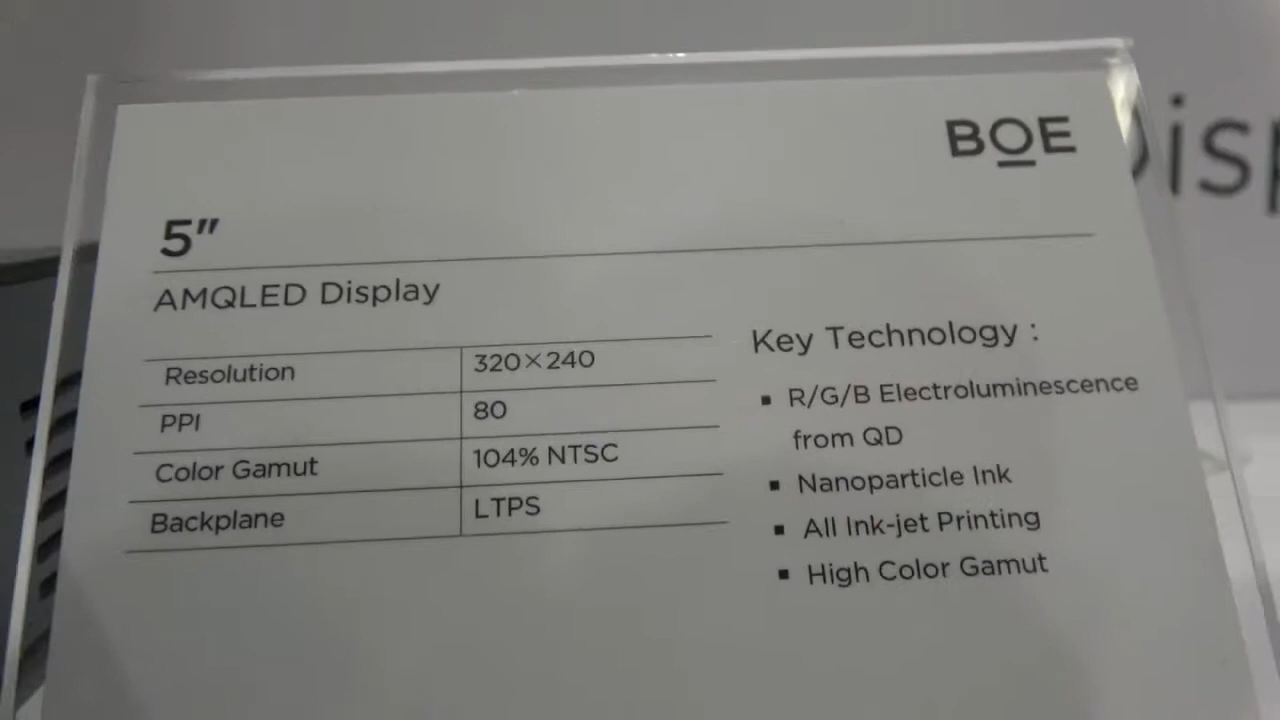 BOE
5"
AMQLED Display
Resolution 320×240
PPI 80
Color Gamut 104% NTSC
Backplane LTPS
Key Technology :
▪ R/G/B Electroluminescence
from QD
▪ Nanoparticle Ink
▪ All Ink-jet Printing
▪ High Color Gamut